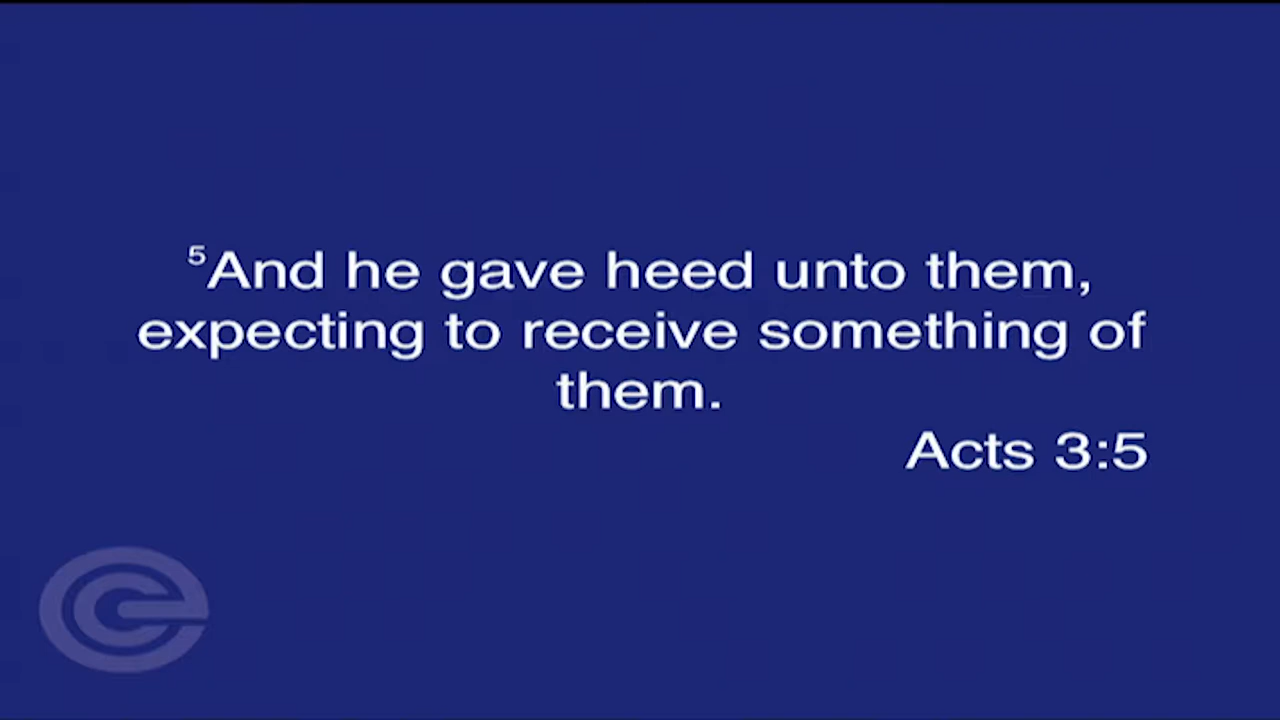 ⁵And he gave heed unto them,
expecting to receive something of
them.
Acts 3:5